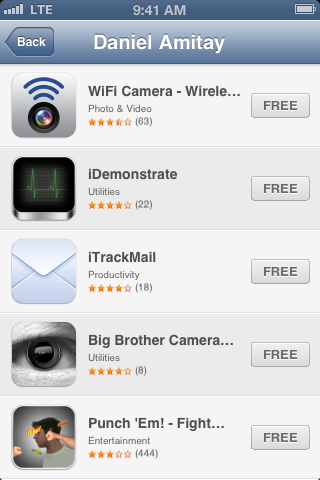 LTE 9:41 AM
Back Daniel Amitay
WiFi Camera - Wirele...
Photo & Video
(63)
FREE
iDemonstrate
Utilities
(22)
FREE
iTrackMail
Productivity
(18)
FREE
Big Brother Camera...
Utilities
(8)
FREE
Punch 'Em! - Fight...
Entertainment
(444)
FREE